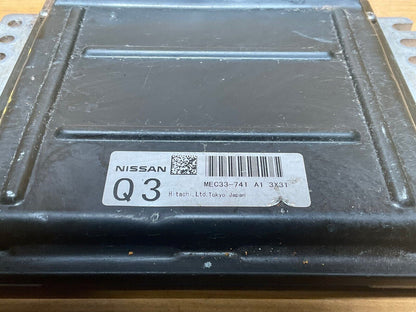 NISSAN
Q3
MEC33-741 A1 3X31
Hitachi.Ltd.Tokyo Japan